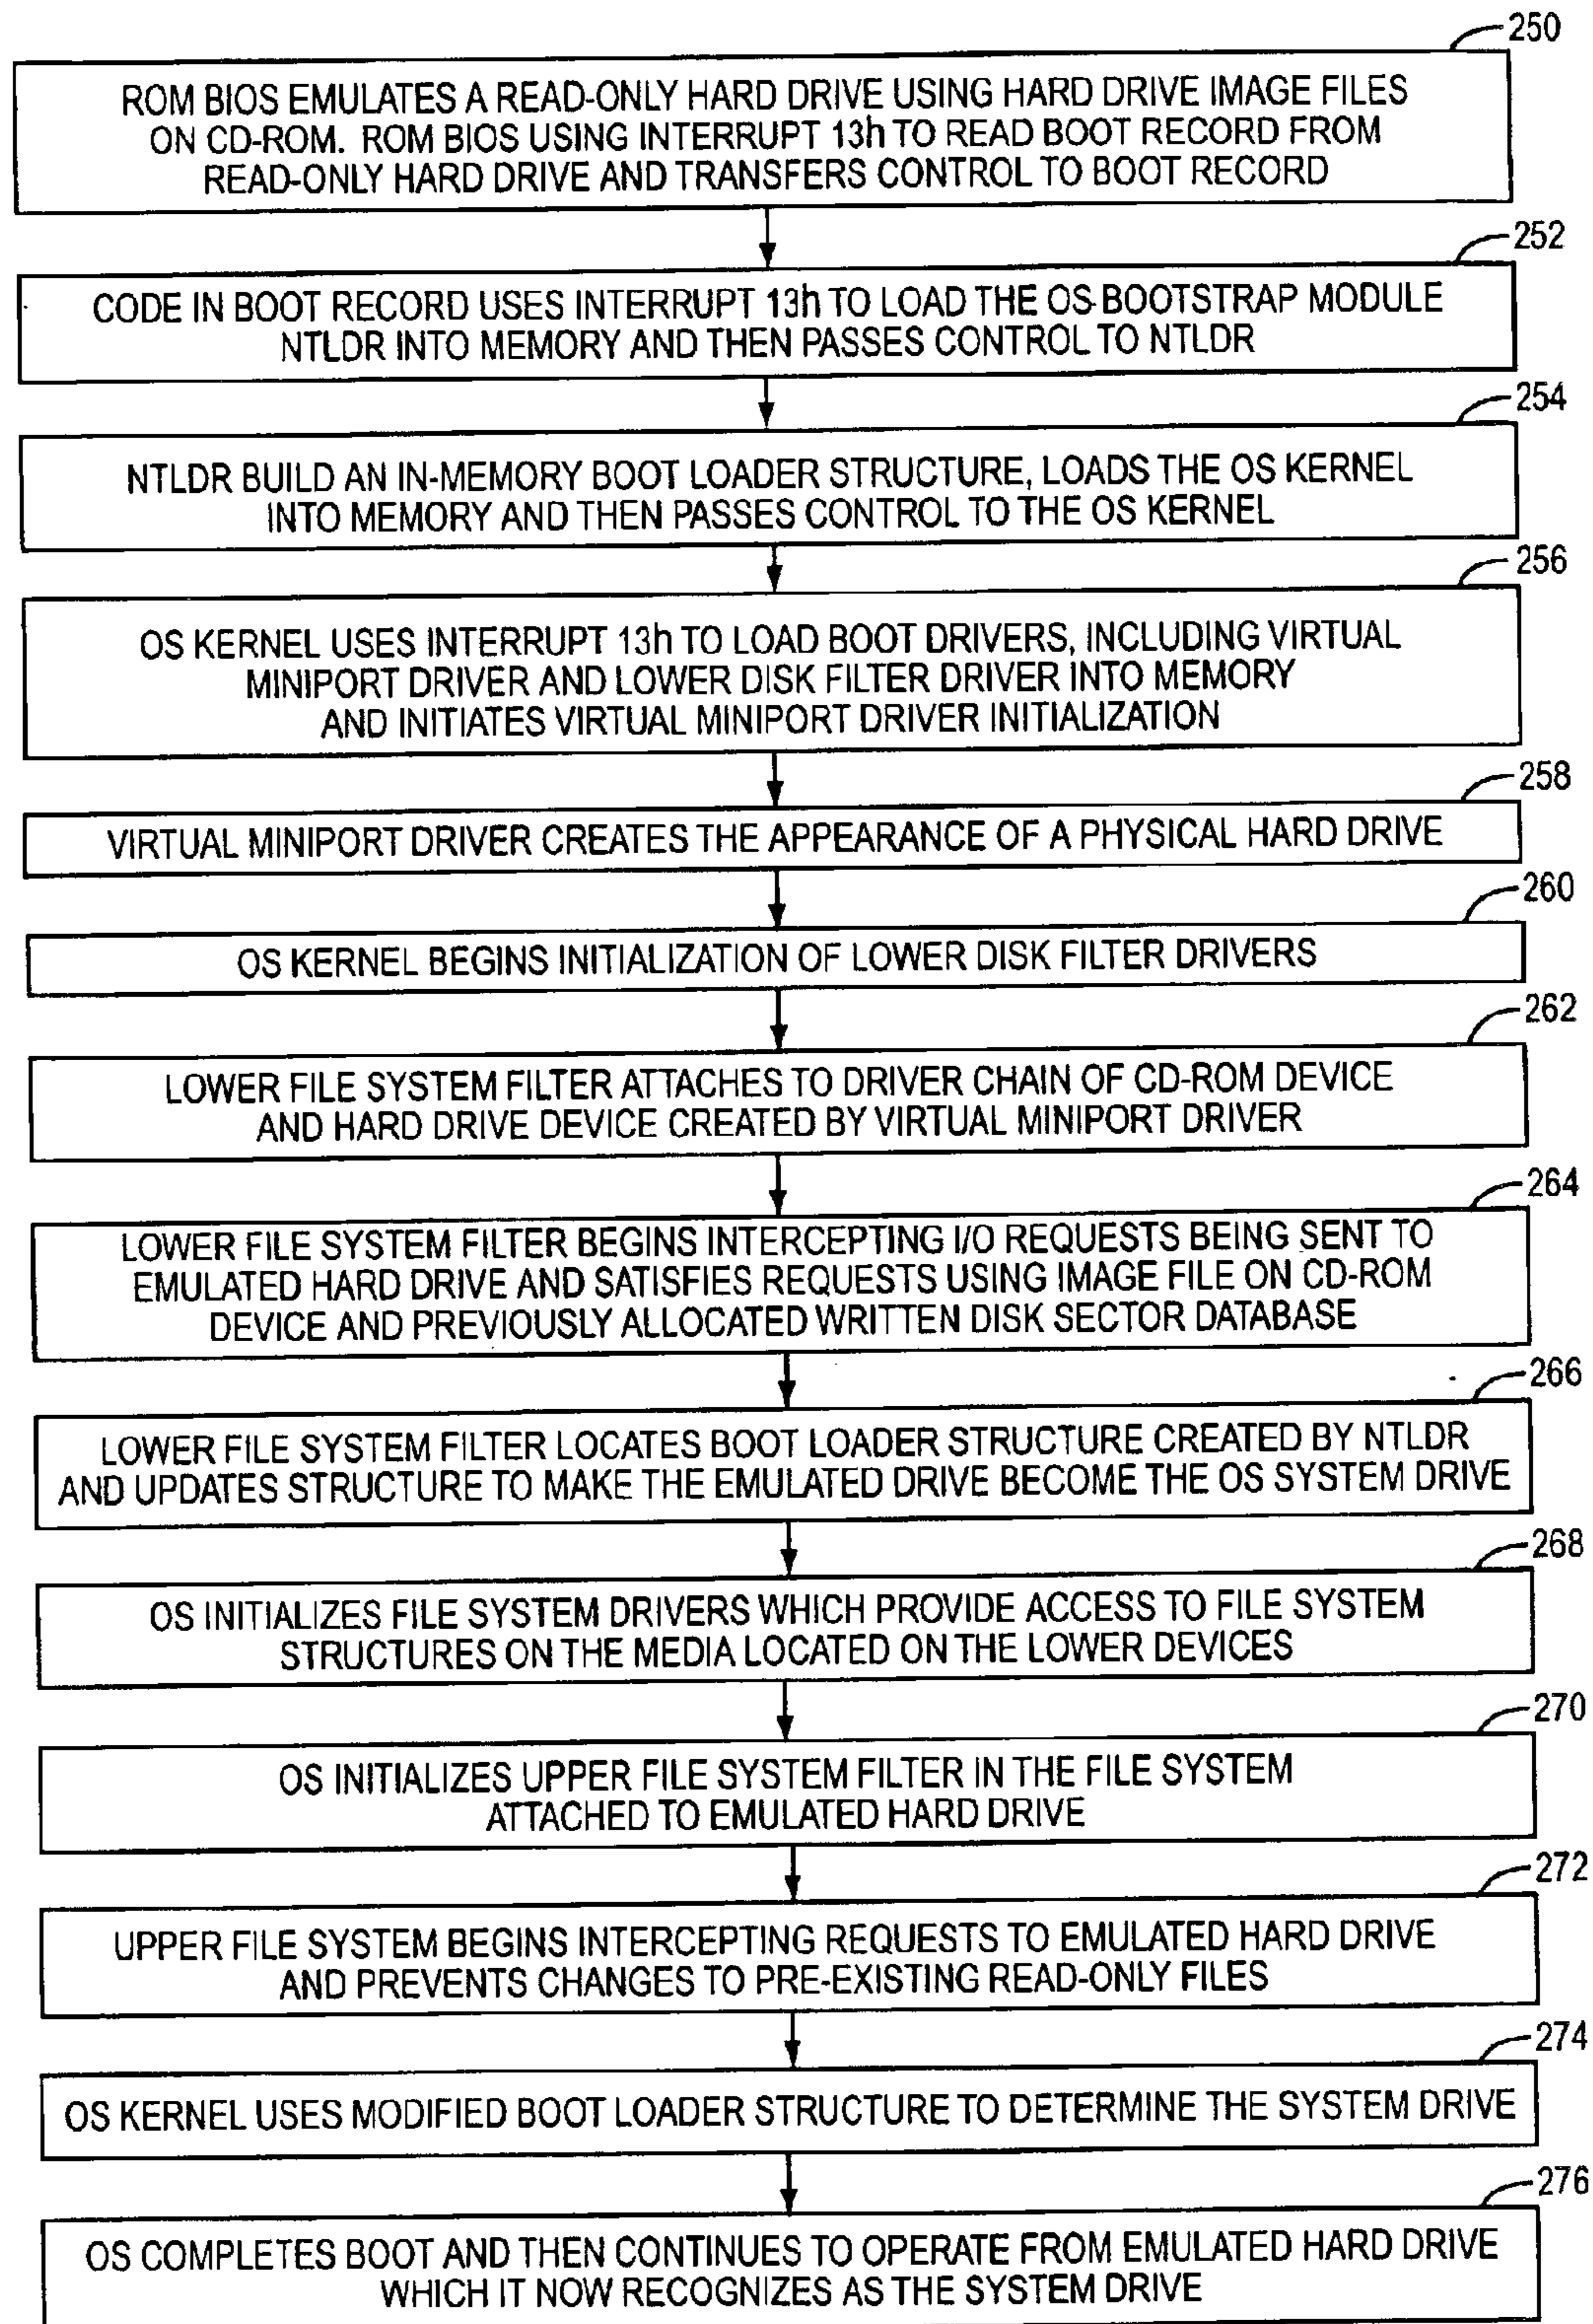 250
ROM BIOS EMULATES A READ-ONLY HARD DRIVE USING HARD DRIVE IMAGE FILES
ON CD-ROM. ROM BIOS USING INTERRUPT 13h TO READ BOOT RECORD FROM
READ-ONLY HARD DRIVE AND TRANSFERS CONTROL TO BOOT RECORD
252
CODE IN BOOT RECORD USES INTERRUPT 13h TO LOAD THE OS BOOTSTRAP MODULE
NTLDR INTO MEMORY AND THEN PASSES CONTROL TO NTLDR
254
NTLDR BUILD AN IN-MEMORY BOOT LOADER STRUCTURE, LOADS THE OS KERNEL
INTO MEMORY AND THEN PASSES CONTROL TO THE OS KERNEL
256
OS KERNEL USES INTERRUPT 13h TO LOAD BOOT DRIVERS, INCLUDING VIRTUAL
MINIPORT DRIVER AND LOWER DISK FILTER DRIVER INTO MEMORY
AND INITIATES VIRTUAL MINIPORT DRIVER INITIALIZATION
258
VIRTUAL MINIPORT DRIVER CREATES THE APPEARANCE OF A PHYSICAL HARD DRIVE
260
OS KERNEL BEGINS INITIALIZATION OF LOWER DISK FILTER DRIVERS
262
LOWER FILE SYSTEM FILTER ATTACHES TO DRIVER CHAIN OF CD-ROM DEVICE
AND HARD DRIVE DEVICE CREATED BY VIRTUAL MINIPORT DRIVER
264
LOWER FILE SYSTEM FILTER BEGINS INTERCEPTING I/O REQUESTS BEING SENT TO
EMULATED HARD DRIVE AND SATISFIES REQUESTS USING IMAGE FILE ON CD-ROM
DEVICE AND PREVIOUSLY ALLOCATED WRITTEN DISK SECTOR DATABASE
266
LOWER FILE SYSTEM FILTER LOCATES BOOT LOADER STRUCTURE CREATED BY NTLDR
AND UPDATES STRUCTURE TO MAKE THE EMULATED DRIVE BECOME THE OS SYSTEM DRIVE
268
OS INITIALIZES FILE SYSTEM DRIVERS WHICH PROVIDE ACCESS TO FILE SYSTEM
STRUCTURES ON THE MEDIA LOCATED ON THE LOWER DEVICES
270
OS INITIALIZES UPPER FILE SYSTEM FILTER IN THE FILE SYSTEM
ATTACHED TO EMULATED HARD DRIVE
272
UPPER FILE SYSTEM BEGINS INTERCEPTING REQUESTS TO EMULATED HARD DRIVE
AND PREVENTS CHANGES TO PRE-EXISTING READ-ONLY FILES
274
OS KERNEL USES MODIFIED BOOT LOADER STRUCTURE TO DETERMINE THE SYSTEM DRIVE
276
OS COMPLETES BOOT AND THEN CONTINUES TO OPERATE FROM EMULATED HARD DRIVE
WHICH IT NOW RECOGNIZES AS THE SYSTEM DRIVE